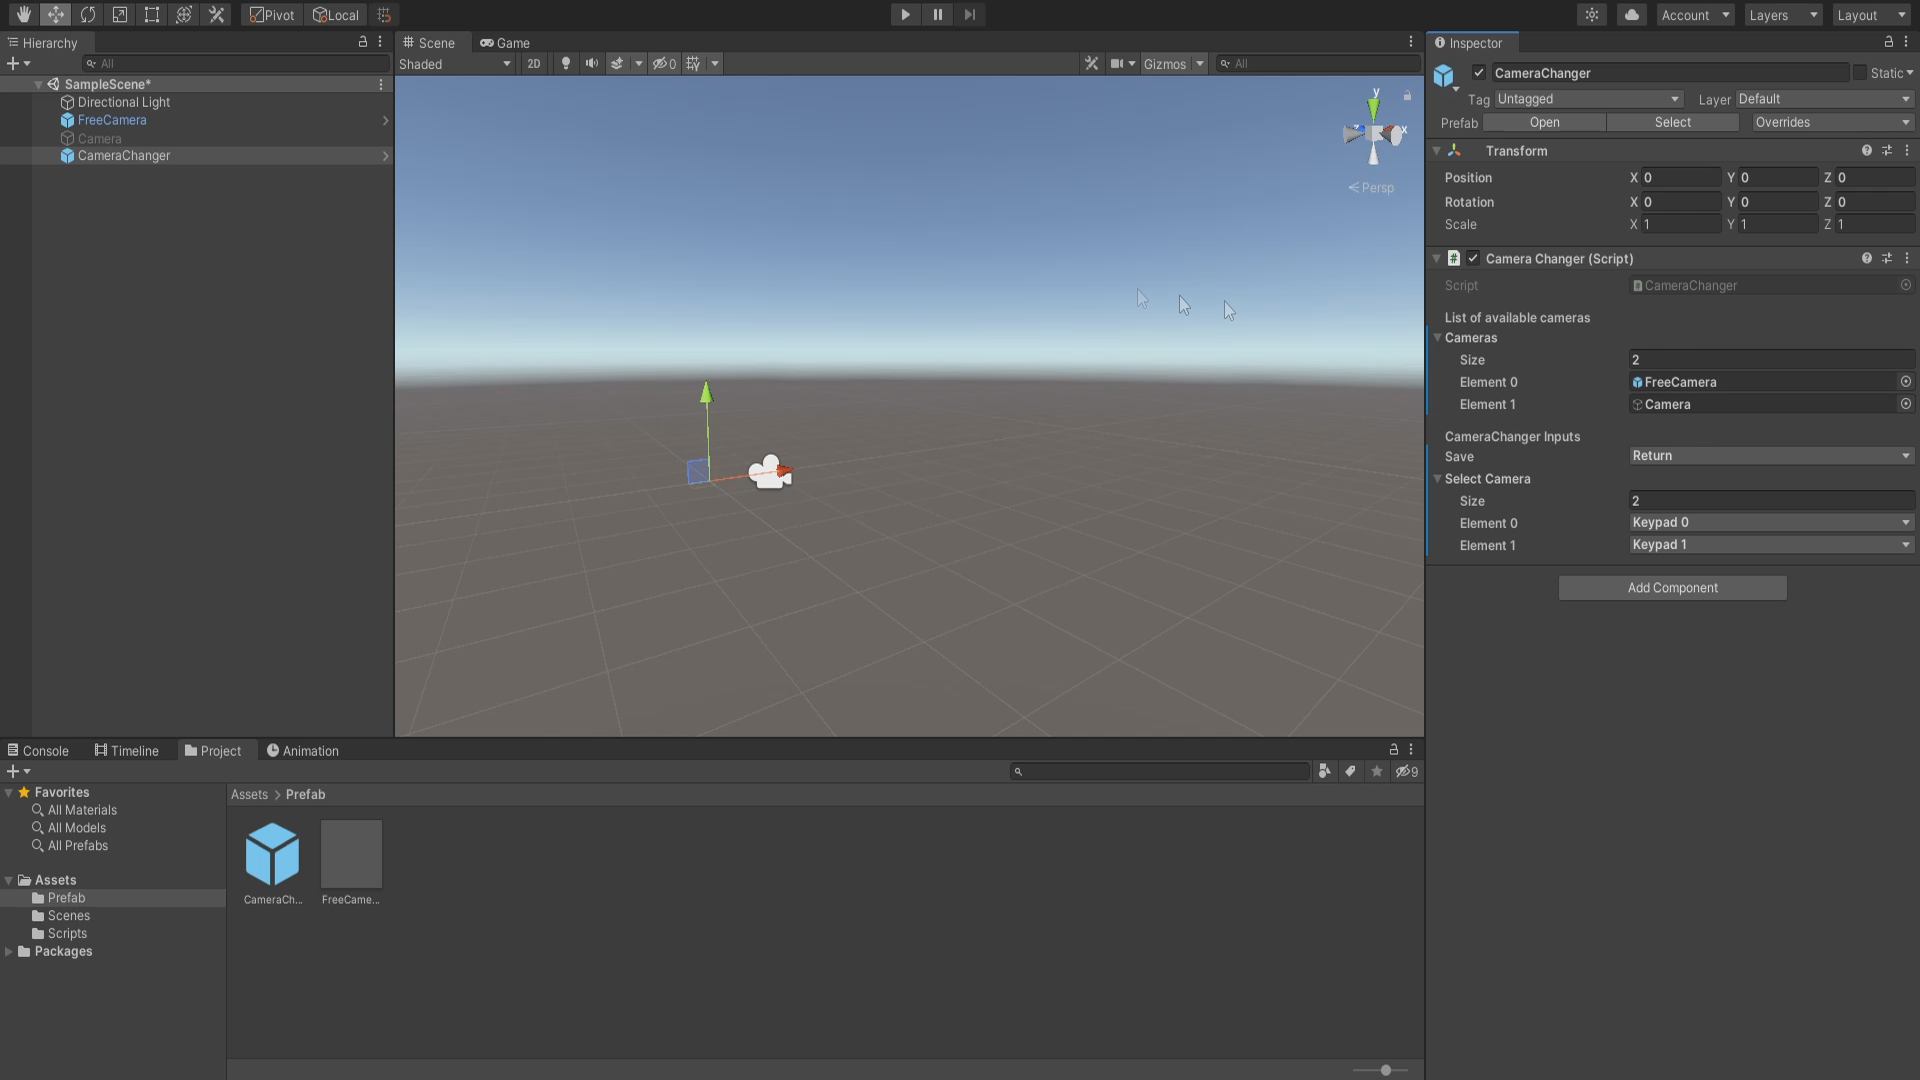 Pivot Local Account Layers Layout
Hierarchy
All
SampleScene*
Directional Light
FreeCamera
Camera
CameraChanger
Scene Game
Shaded 2D 0 Gizmos All
y
x
z
Persp
Inspector
CameraChanger Static
Tag Untagged Layer Default
Prefab Open Select Overrides
Transform
Position X 0 Y 0 Z 0
Rotation X 0 Y 0 Z 0
Scale X 1 Y 1 Z 1
# Camera Changer (Script)
Script CameraChanger
List of available cameras
Cameras
Size 2
Element 0 FreeCamera
Element 1 Camera
CameraChanger Inputs
Save Return
Select Camera
Size 2
Element 0 Keypad 0
Element 1 Keypad 1
Add Component
Console Timeline Project Animation
9
Favorites
All Materials
All Models
All Prefabs
Assets
Prefab
Scenes
Scripts
Packages
Assets > Prefab
CameraCh... FreeCame...